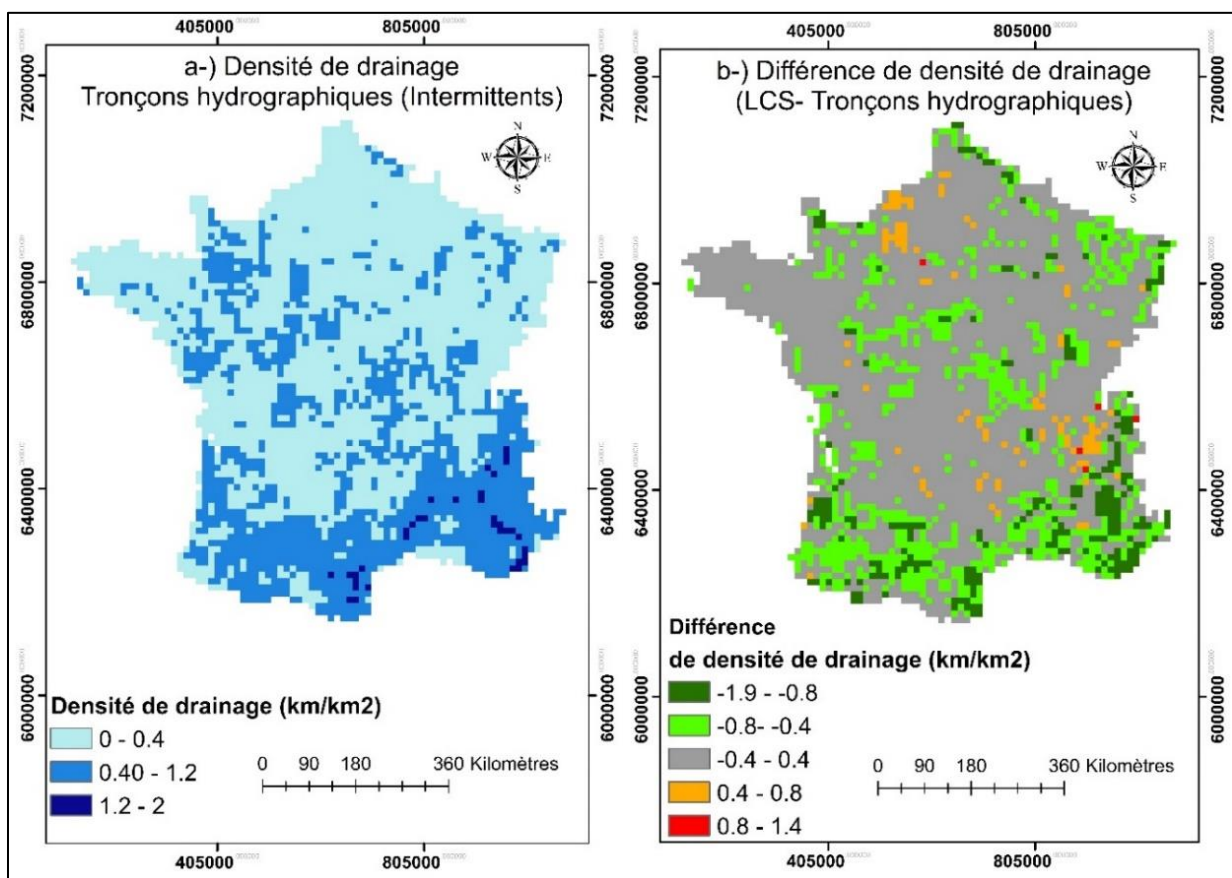 405000 805000
a-) Densité de drainage
Tronçons hydrographiques (Intermittents)
N
W E
S
7200000
6800000
6400000
6000000
Densité de drainage (km/km2)
0 - 0.4
0.40 - 1.2
1.2 - 2
0 90 180 360 Kilomètres
405000 805000
405000 805000
b-) Différence de densité de drainage
(LCS- Tronçons hydrographiques)
N
W E
S
7200000
6800000
6400000
6000000
Différence
de densité de drainage (km/km2)
-1.9 - -0.8
-0.8- -0.4
-0.4 - 0.4
0.4 - 0.8
0.8 - 1.4
0 90 180 360 Kilomètres
405000 805000